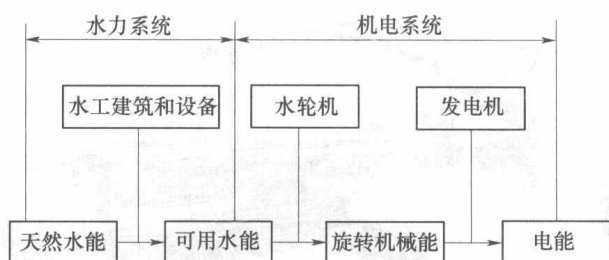 水力系统 机电系统
水工建筑和设备 水轮机 发电机
天然水能 可用水能 旋转机械能 电能